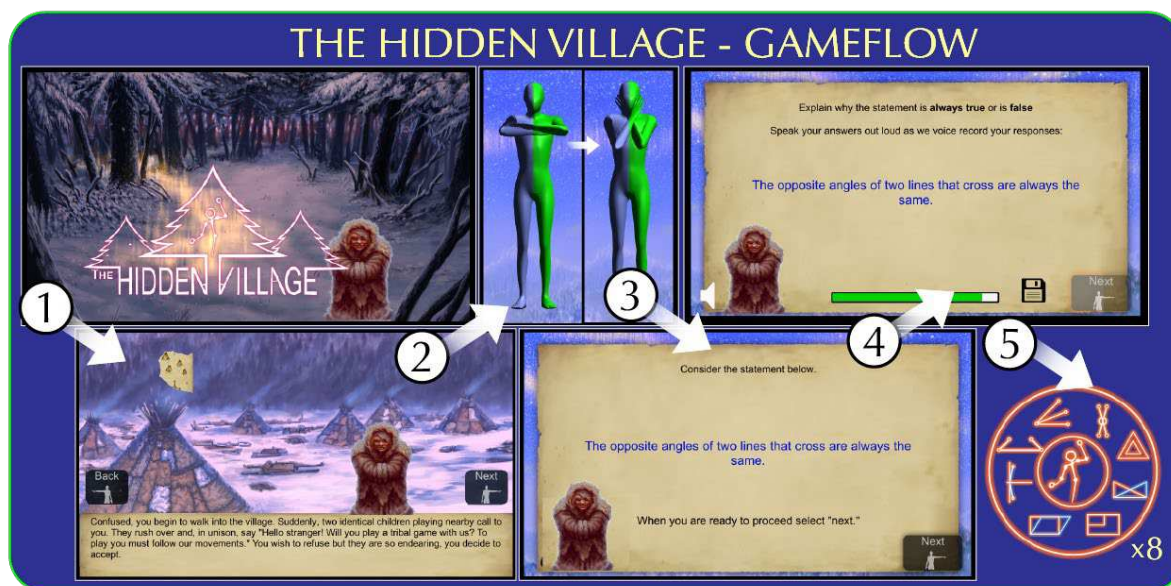 THE HIDDEN VILLAGE - GAMEFLOW
THE HIDDEN VILLAGE
1
Back
Next
Confused, you begin to walk into the village. Suddenly, two identical children playing nearby call to
you. They rush over and, in unison, say "Hello stranger! Will you play a tribal game with us? To
play you must follow our movements." You wish to refuse but they are so endearing, you decide to
accept.
2
3
Consider the statement below.
The opposite angles of two lines that cross are always the
same.
When you are ready to proceed select "next."
Next
Explain why the statement is always true or is false
Speak your answers out loud as we voice record your responses:
The opposite angles of two lines that cross are always the
same.
Next
4
5
x8